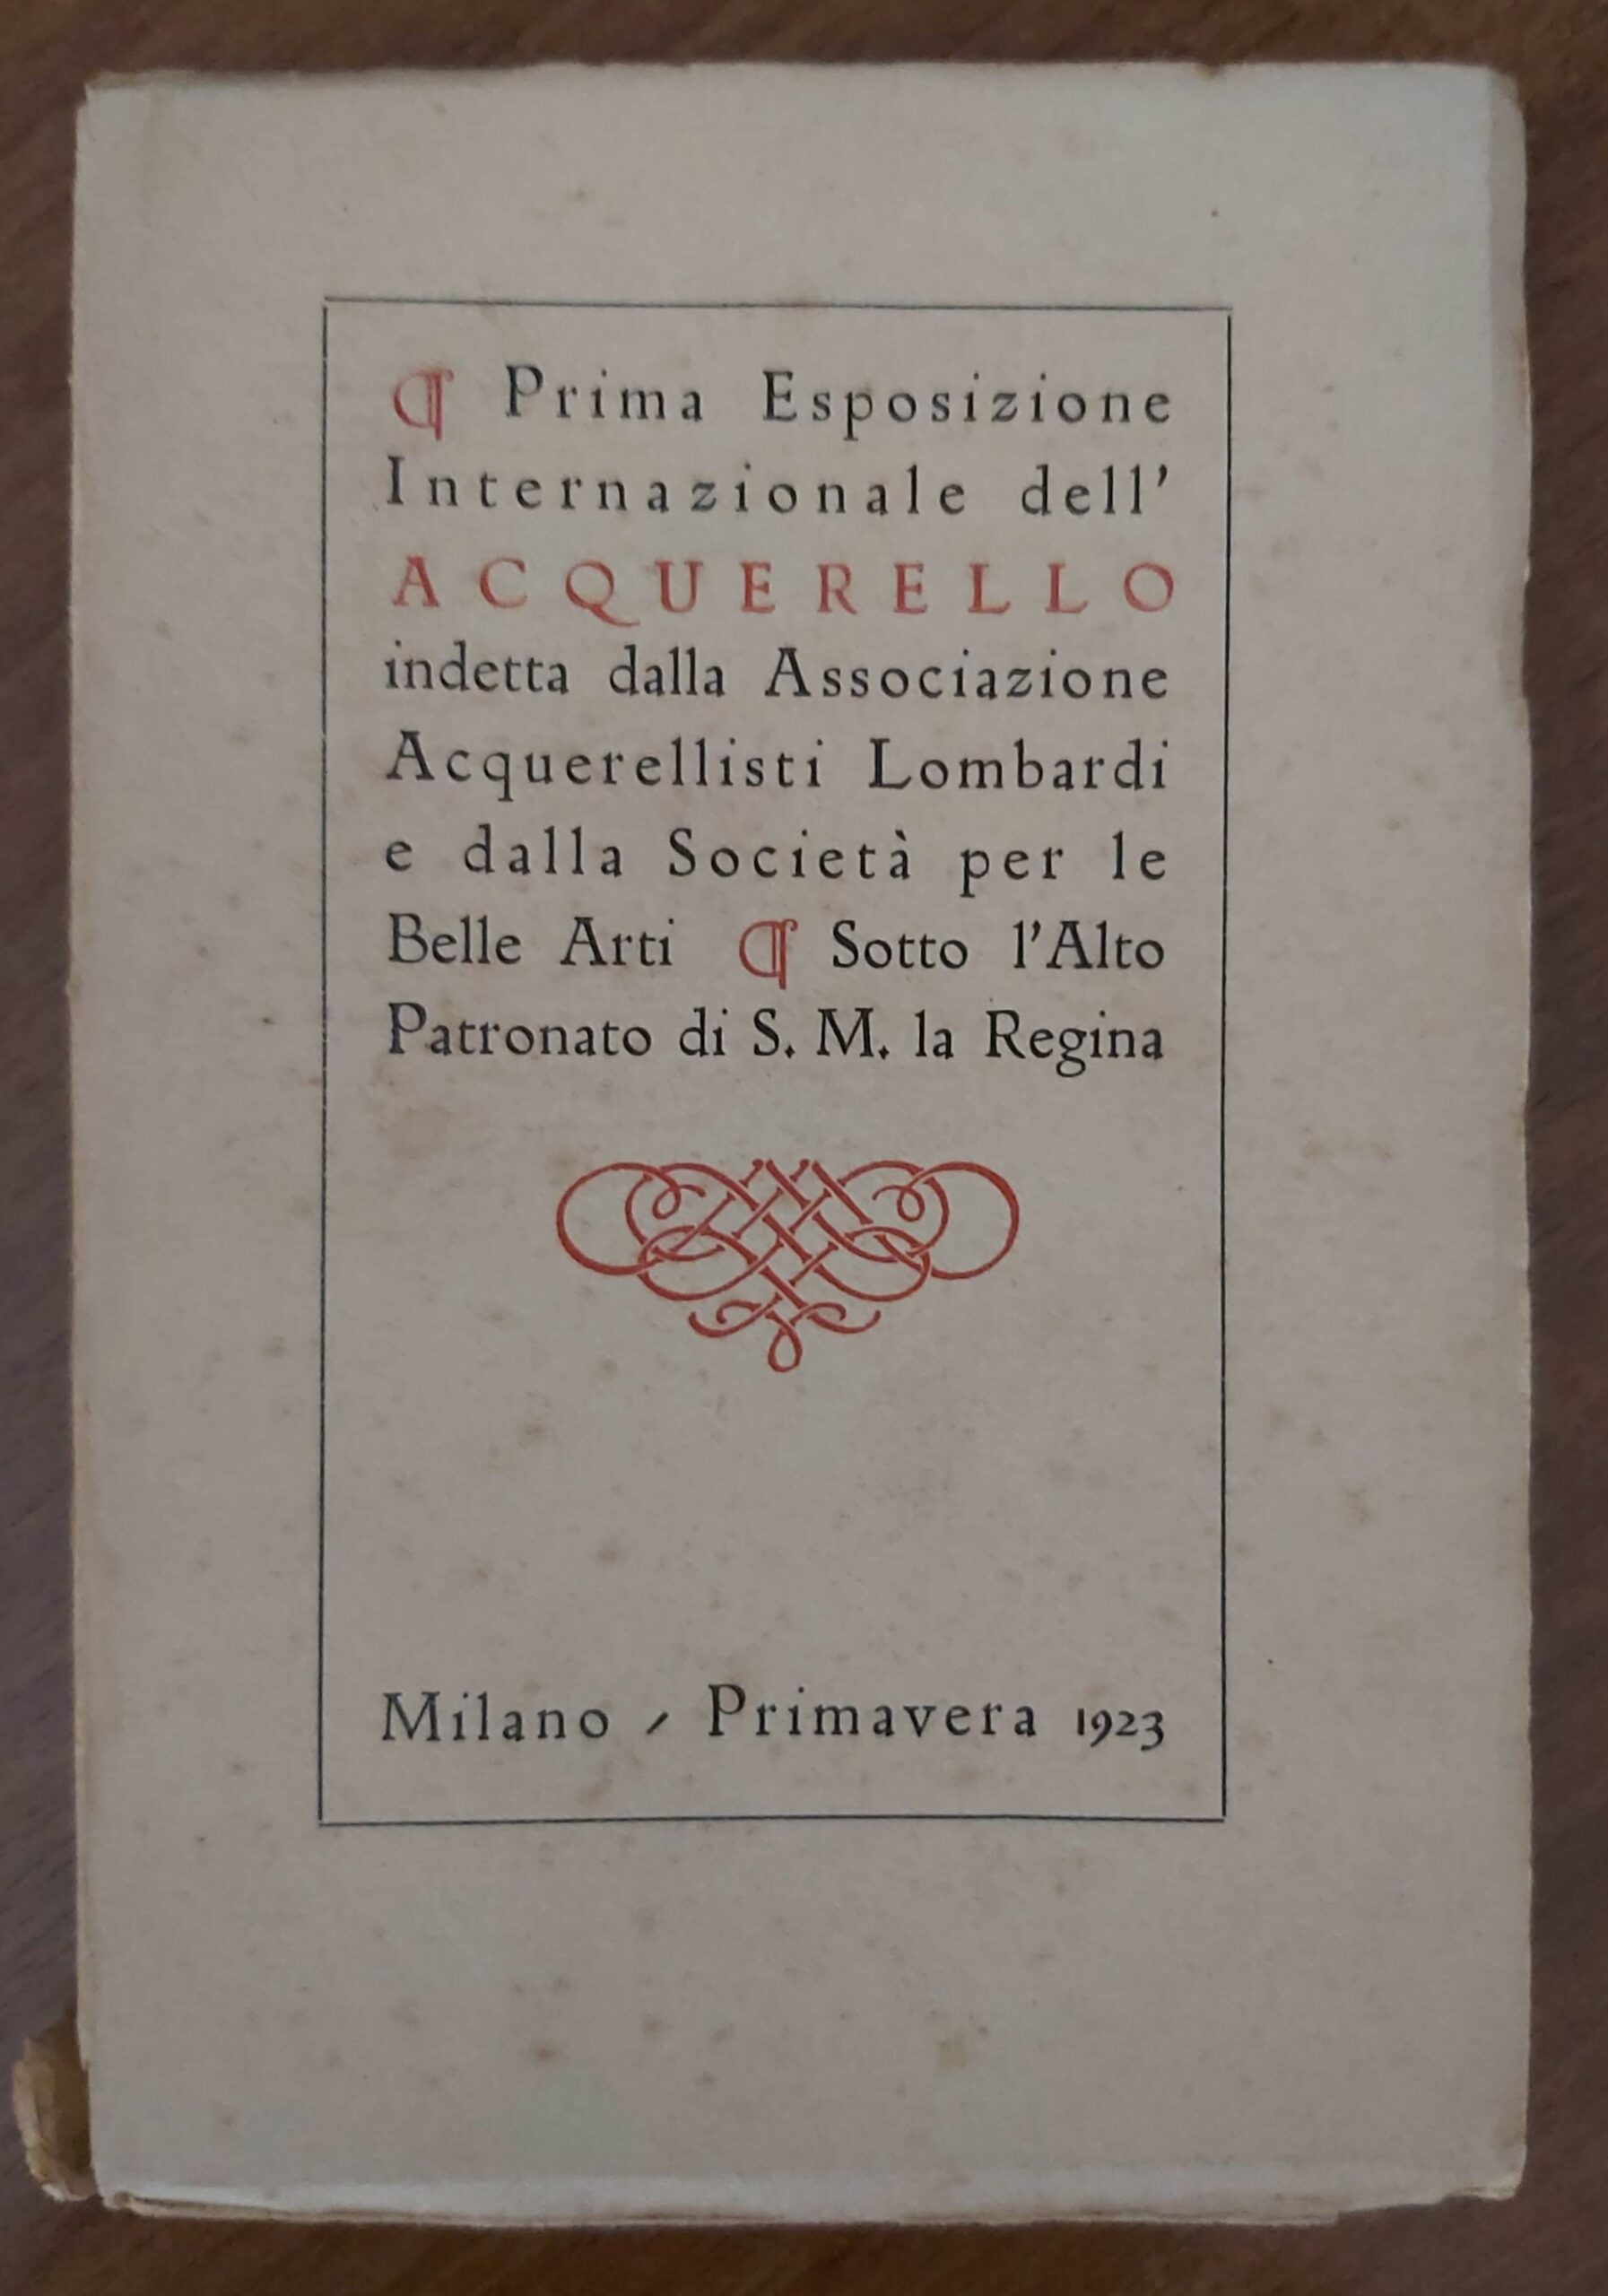 ¶ Prima Esposizione
Internazionale dell'
ACQUERELLO
indetta dalla Associazione
Acquerellisti Lombardi
e dalla Società per le
Belle Arti ¶ Sotto l'Alto
Patronato di S. M. la Regina
Milano - Primavera 1923